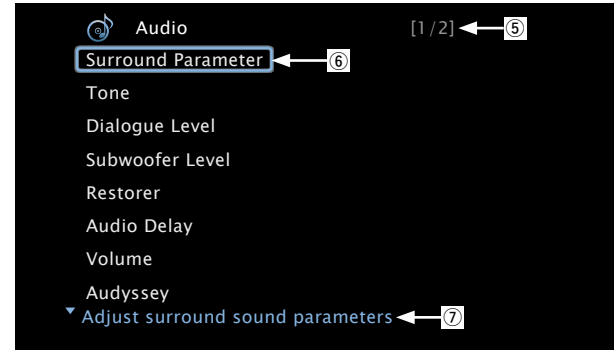 Audio [1/2] ⑤
Surround Parameter ⑥
Tone
Dialogue Level
Subwoofer Level
Restorer
Audio Delay
Volume
Audyssey
Adjust surround sound parameters ⑦